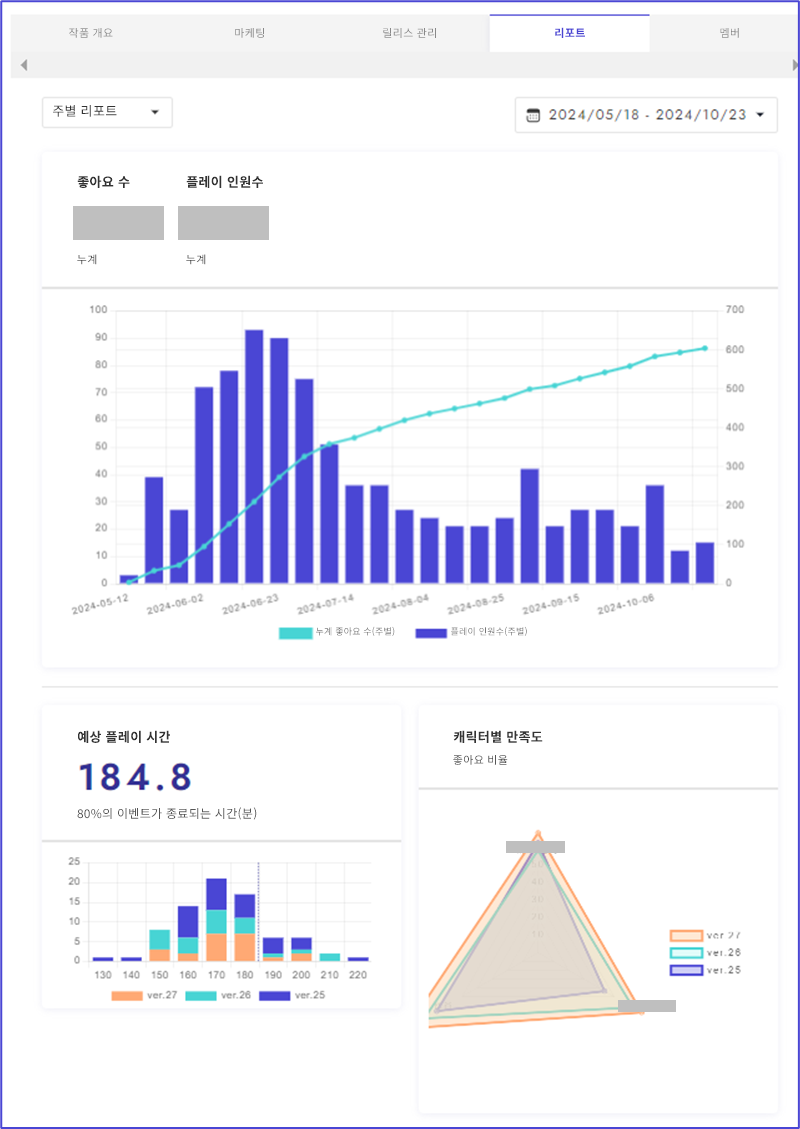 작품 개요 마케팅 릴리스 관리 리포트 멤버
주별 리포트 2024/05/18 - 2024/10/23
좋아요 수 플레이 인원수
누계 누계
100 700
90 600
80 500
70 400
60 300
50 200
40 100
30 0
20
10
0
2024-05-12 2024-06-02 2024-06-23 2024-07-14 2024-08-04 2024-08-25 2024-09-15 2024-10-06
누계 좋아요 수(주별) 플레이 인원수(주별)
예상 플레이 시간
184.8
80%의 이벤트가 종료되는 시간(분)
25
20
15
10
5
0
130 140 150 160 170 180 190 200 210 220
ver.27 ver.26 ver.25
캐릭터별 만족도
좋아요 비율
40
30
20
10
ver.27
ver.26
ver.25